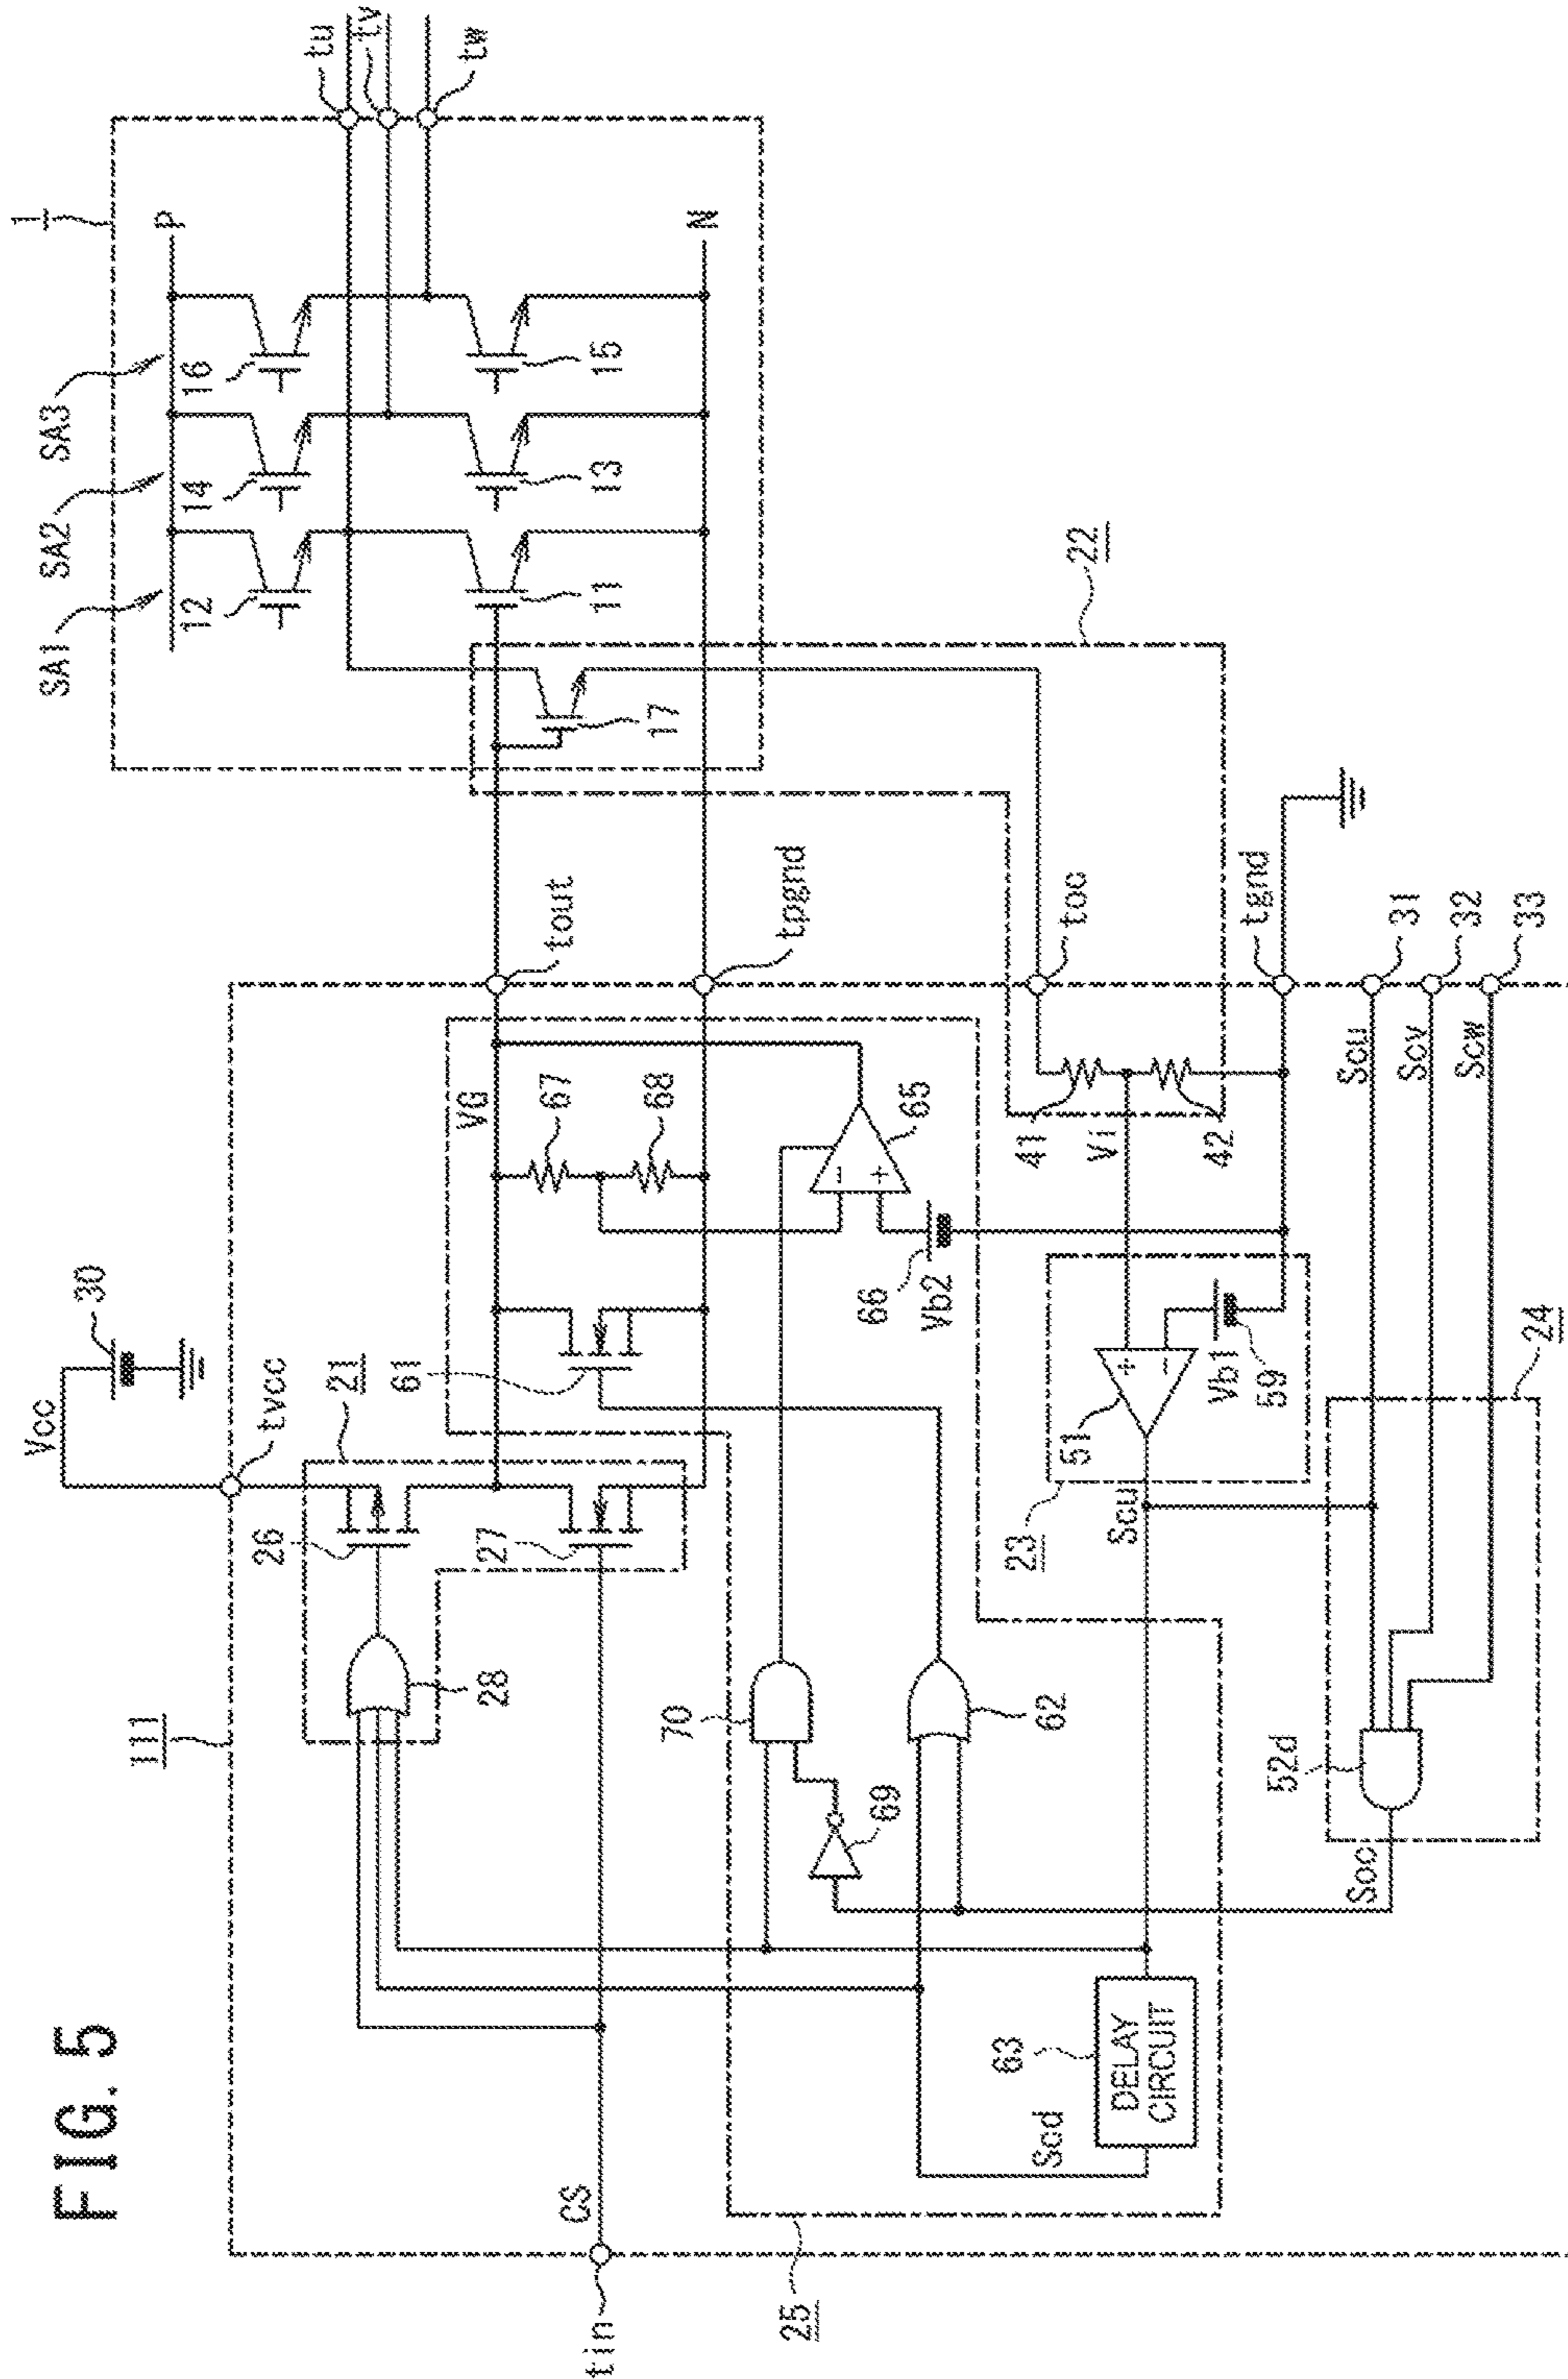 FIG. 5
1
SA1
SA2
SA3
P
12
14
16
tu
tv
tw
11
13
15
17
N
22
Vcc
30
tvcc
111
21
26
27
28
61
VG
67
68
tout
tpgnd
65
66
Vb2
70
69
62
toc
tgnd
41
Vi
42
51
Vb1
59
23
Scu
Scu
31
Scv
32
Scw
33
24
52d
Soc
63
DELAY
CIRCUIT
Scd
CS
tin
25